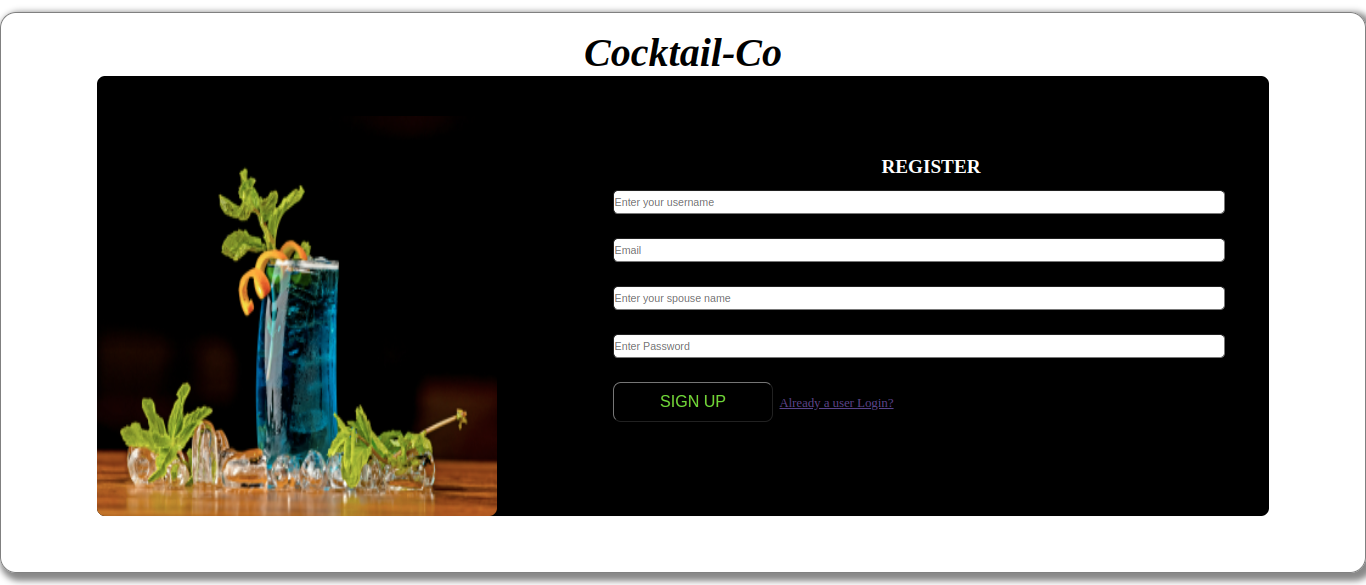 Cocktail-Co
REGISTER
Enter your username
Email
Enter your spouse name
Enter Password
SIGN UP Already a user Login?